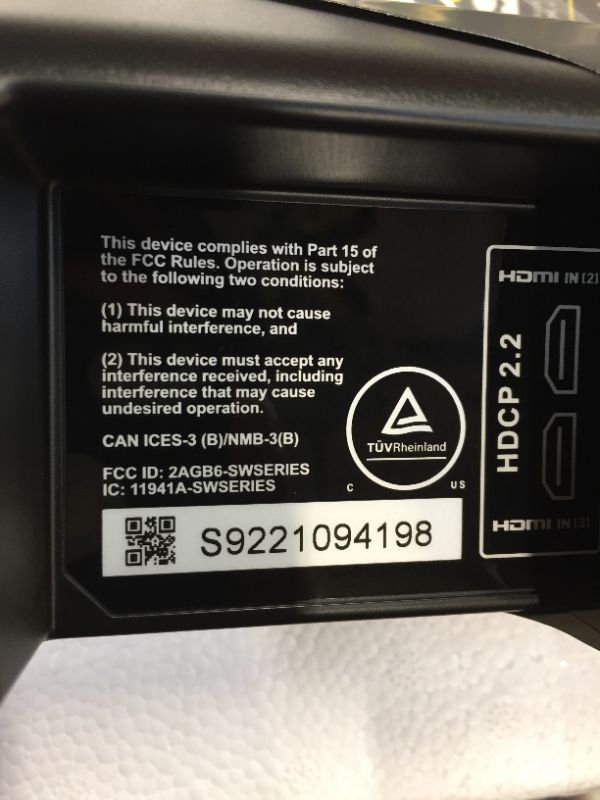 This device complies with Part 15 of
the FCC Rules. Operation is subject
to the following two conditions:
(1) This device may not cause
harmful interference, and
(2) This device must accept any
interference received, including
interference that may cause
undesired operation.
CAN ICES-3 (B)/NMB-3(B)
FCC ID: 2AGB6-SWSERIES
IC: 11941A-SWSERIES
TÜVRheinland
C US
S9221094198
HDMI IN [2]
HDCP 2.2
HDMI IN [3]